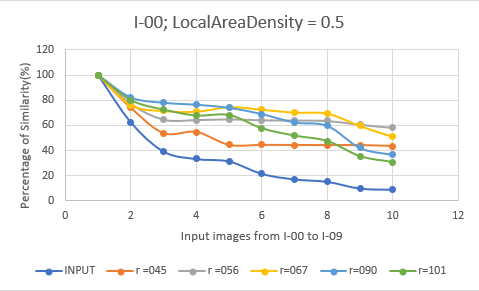 I-00; LocalAreaDensity = 0.5
120
100
80
60
40
20
0
0 2 4 6 8 10 12
Percentage of Similarity(%)
Input images from I-00 to I-09
INPUT r =045 r =056 r=067 r=090 r=101